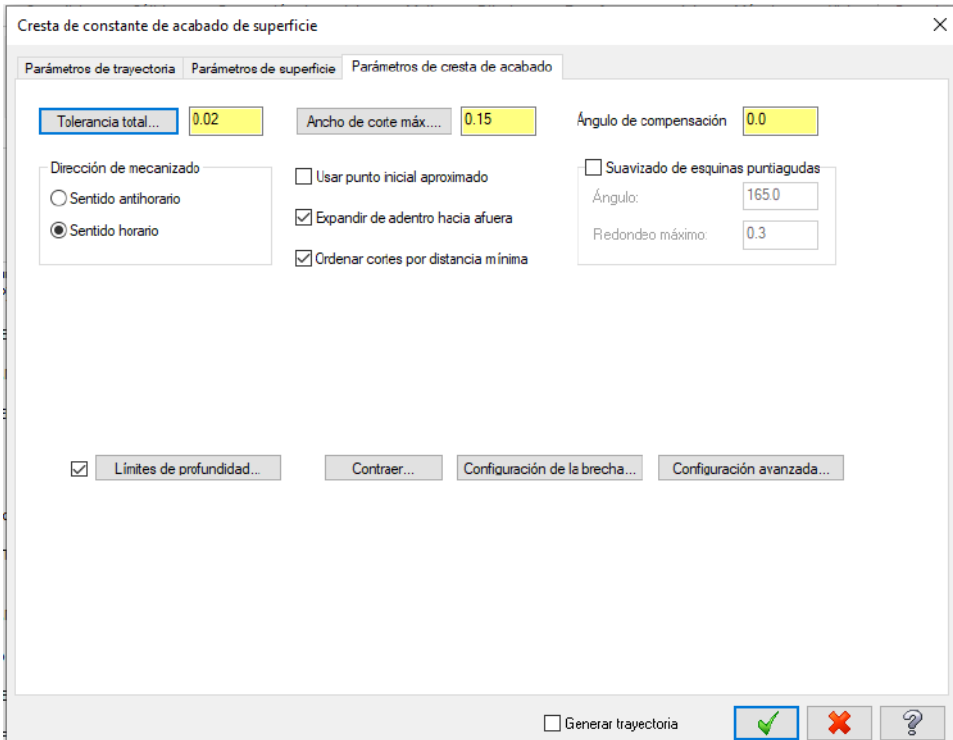 Cresta de constante de acabado de superficie
Parámetros de trayectoria Parámetros de superficie Parámetros de cresta de acabado
Tolerancia total... 0.02 Ancho de corte máx.... 0.15 Ángulo de compensación 0.0
Dirección de mecanizado
Sentido antihorario
Sentido horario
Usar punto inicial aproximado
Expandir de adentro hacia afuera
Ordenar cortes por distancia mínima
Suavizado de esquinas puntiagudas
Ángulo: 165.0
Redondeo máximo: 0.3
Límites de profundidad... Contraer... Configuración de la brecha... Configuración avanzada...
Generar trayectoria